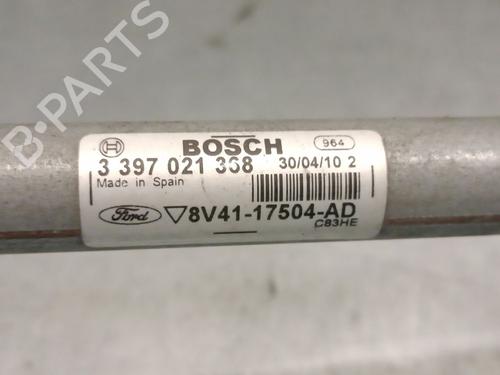 B-PARTS
BOSCH 964
3 397 021 368 30/04/10 2
Made in Spain
Ford 8V41-17504-AD
C83HE